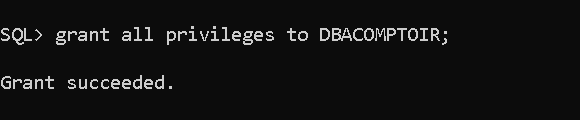 SQL> grant all privileges to DBACOMPTOIR;
Grant succeeded.